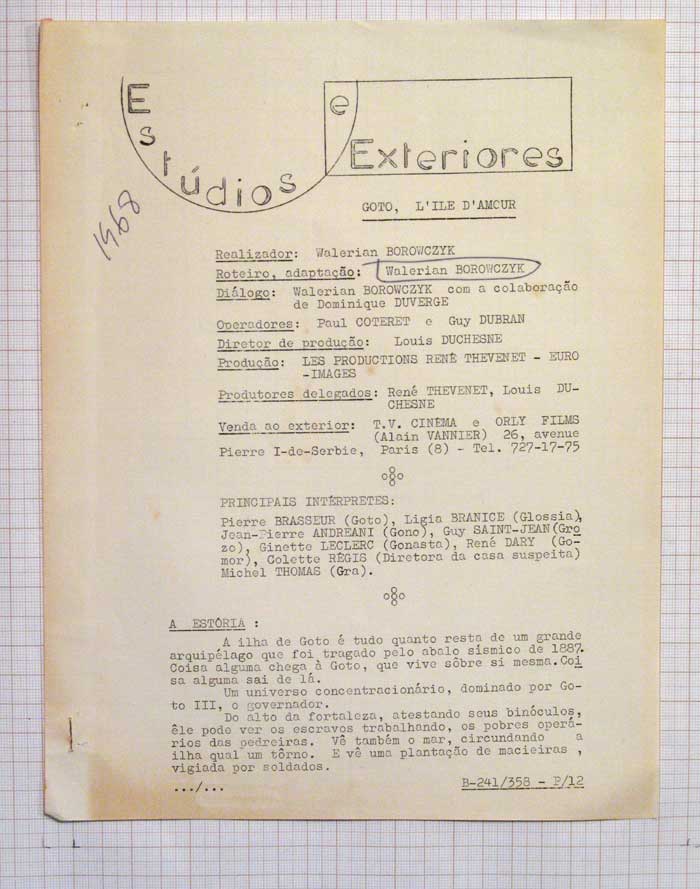 Estúdios e Exteriores
1968
GOTO, L'ILE D'AMOUR
Realizador: Walerian BOROWCZYK
Roteiro, adaptação: Walerian BOROWCZYK
Diálogo: Walerian BOROWCZYK com a colaboração
de Dominique DUVERGE
Operadores: Paul COTERET e Guy DUBRAN
Diretor de produção: Louis DUCHESNE
Produção: LES PRODUCTIONS RENÉ THEVENET - EURO
-IMAGES
Produtores delegados: René THEVENET, Louis DU-
CHESNE
Venda ao exterior: T.V. CINÉMA e ORLY FILMS
(Alain VANNIER) 26, avenue
Pierre I-de-Serbie, Paris (8) - Tel. 727-17-75
PRINCIPAIS INTÉRPRETES:
Pierre BRASSEUR (Goto), Ligia BRANICE (Glossia),
Jean-Pierre ANDREANI (Gono), Guy SAINT-JEAN(Gro
zo), Ginette LECLERC (Gonasta), René DARY (Go-
mor), Colette RÉGIS (Diretora da casa suspeita)
Michel THOMAS (Gra).
A ESTÓRIA :
A ilha de Goto é tudo quanto resta de um grande
arquipélago que foi tragado pelo abalo sísmico de 1887.
Coisa alguma chega à Goto, que vive sôbre si mesma. Coi
sa alguma sai de lá.
Um universo concentracionário, dominado por Go-
to III, o governador.
Do alto da fortaleza, atestando seus binóculos,
êle pode ver os escravos trabalhando, os pobres operá-
rios das pedreiras. Vê também o mar, circundando a
ilha qual um tôrno. E vê uma plantação de macieiras ,
vigiada por soldados.
.../...
B-241/358 - P/12